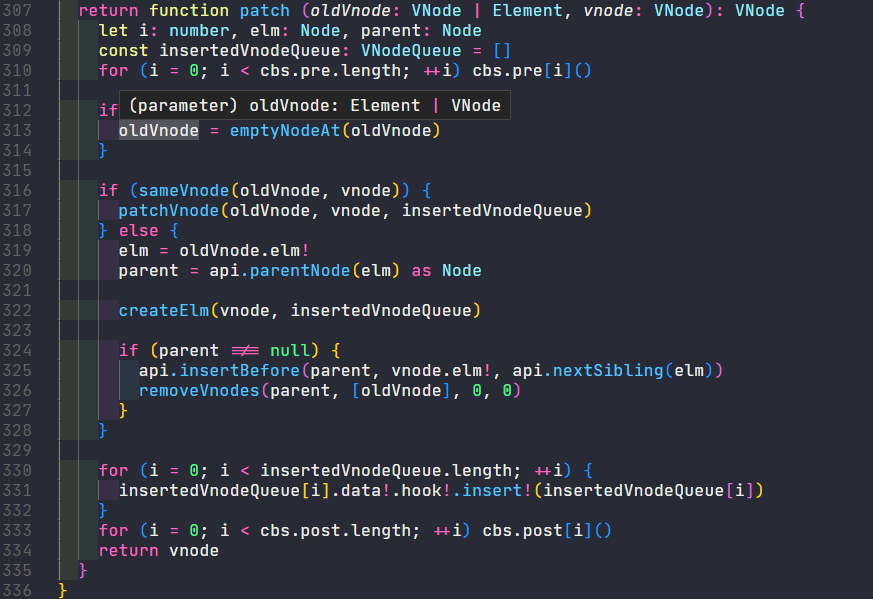 307 return function patch (oldVnode: VNode | Element, vnode: VNode): VNode {
308 let i: number, elm: Node, parent: Node
309 const insertedVnodeQueue: VNodeQueue = []
310 for (i = 0; i < cbs.pre.length; ++i) cbs.pre[i]()
311 (parameter) oldVnode: Element | VNode
312 if
313 oldVnode = emptyNodeAt(oldVnode)
314 }
315
316 if (sameVnode(oldVnode, vnode)) {
317 patchVnode(oldVnode, vnode, insertedVnodeQueue)
318 } else {
319 elm = oldVnode.elm!
320 parent = api.parentNode(elm) as Node
321
322 createElm(vnode, insertedVnodeQueue)
323
324 if (parent !== null) {
325 api.insertBefore(parent, vnode.elm!, api.nextSibling(elm))
326 removeVnodes(parent, [oldVnode], 0, 0)
327 }
328 }
329
330 for (i = 0; i < insertedVnodeQueue.length; ++i) {
331 insertedVnodeQueue[i].data!.hook!.insert!(insertedVnodeQueue[i])
332 }
333 for (i = 0; i < cbs.post.length; ++i) cbs.post[i]()
334 return vnode
335 }
336 }